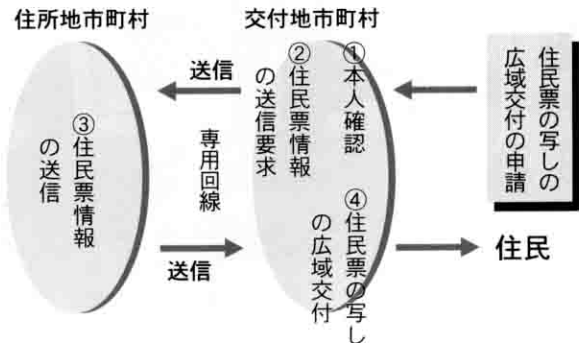 住所地市町村
交付地市町村
住民票の写しの
広域交付の申請
①本人確認
②住民票情報
の送信要求
送信
専用回線
③住民票情報
の送信
送信
④住民票の写し
の広域交付
住民